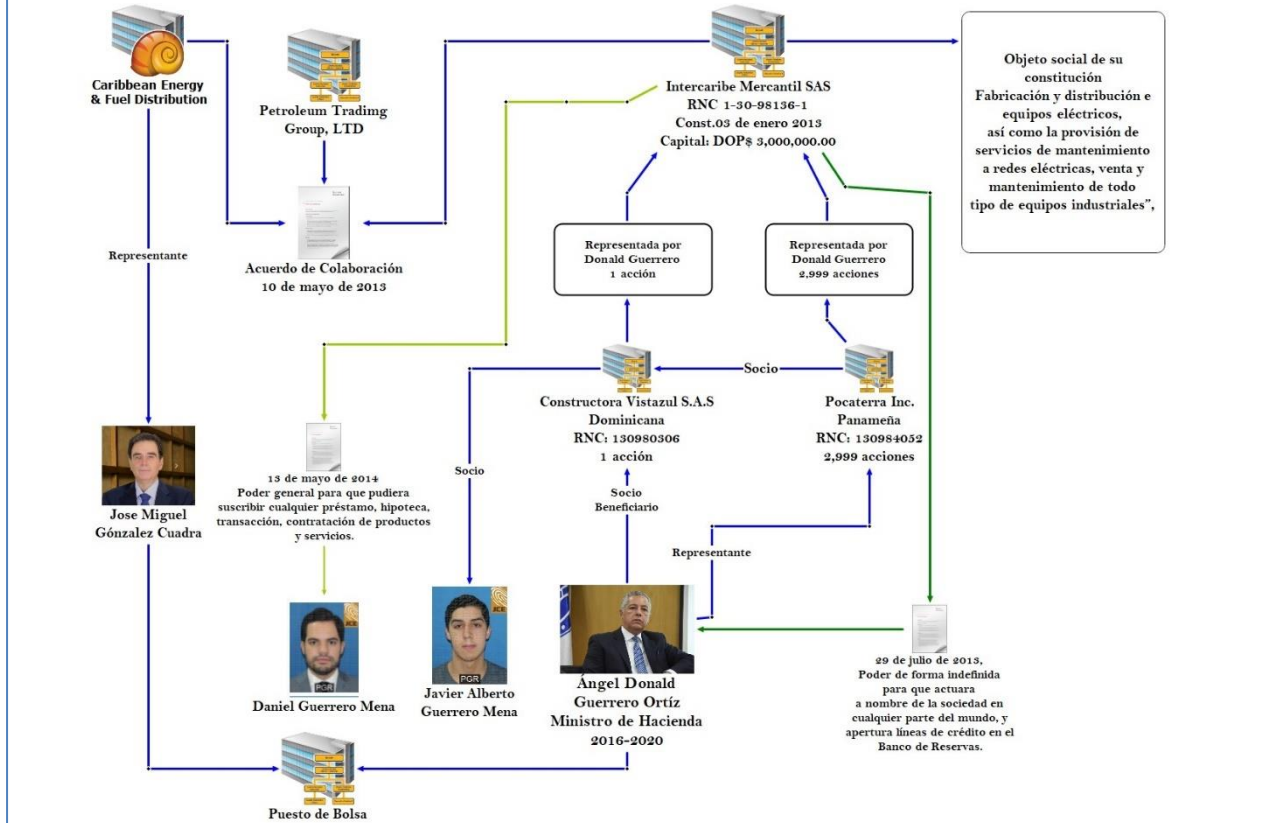 Caribbean Energy
& Fuel Distribution
Petroleum Tradimg
Group, LTD
Intercaribe Mercantil SAS
RNC 1-30-98136-1
Const.03 de enero 2013
Capital: DOP$ 3,000,000.00
Objeto social de su
constitución
Fabricación y distribución e
equipos eléctricos,
así como la provisión de
servicios de mantenimiento
a redes eléctricas, venta y
mantenimiento de todo
tipo de equipos industriales”,
Representante
Acuerdo de Colaboración
10 de mayo de 2013
Representada por
Donald Guerrero
1 acción
Representada por
Donald Guerrero
2,999 acciones
Socio
Constructora Vistazul S.A.S
Dominicana
RNC: 130980306
1 acción
Pocaterra Inc.
Panameña
RNC: 130984052
2,999 acciones
Jose Miguel
Gónzalez Cuadra
13 de mayo de 2014
Poder general para que pudiera
suscribir cualquier préstamo, hipoteca,
transacción, contratación de productos
y servicios.
Socio
Socio
Beneficiario
Representante
JCE
PGR
Daniel Guerrero Mena
JCE
PGR
Javier Alberto
Guerrero Mena
Ángel Donald
Guerrero Ortíz
Ministro de Hacienda
2016-2020
29 de julio de 2013,
Poder de forma indefinida
para que actuara
a nombre de la sociedad en
cualquier parte del mundo, y
apertura líneas de crédito en el
Banco de Reservas.
Puesto de Bolsa